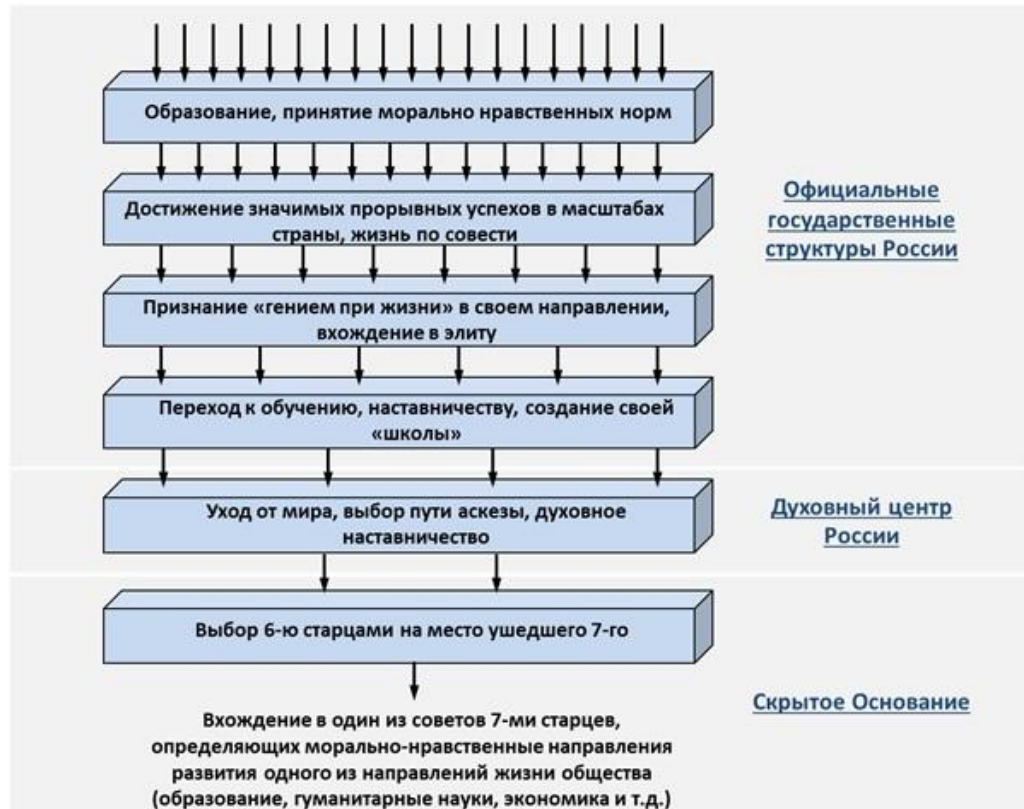 Образование, принятие морально нравственных норм
Достижение значимых прорывных успехов в масштабах
страны, жизнь по совести
Официальные
государственные
структуры России
Признание «гением при жизни» в своем направлении,
вхождение в элиту
Переход к обучению, наставничеству, создание своей
«школы»
Уход от мира, выбор пути аскезы, духовное
наставничество
Духовный центр
России
Выбор 6-ю старцами на место ушедшего 7-го
Скрытое Основание
Вхождение в один из советов 7-ми старцев,
определяющих морально-нравственные направления
развития одного из направлений жизни общества
(образование, гуманитарные науки, экономика и т.д.)